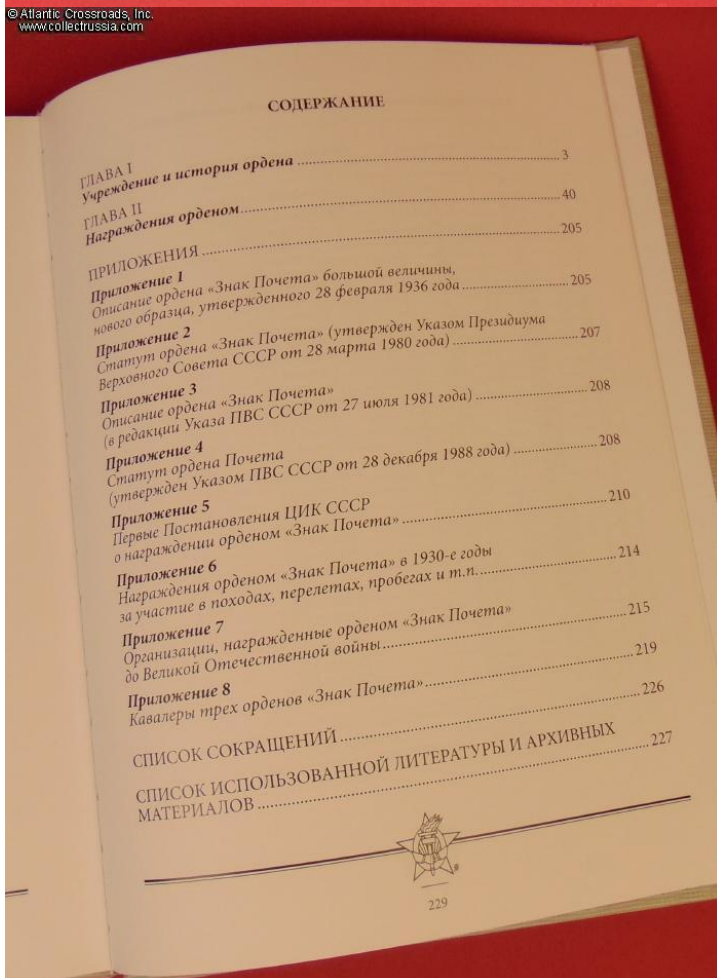 © Atlantic Crossroads, Inc.
www.collectrussia.com
СОДЕРЖАНИЕ
ГЛАВА I
Учреждение и история ордена ........ 3
ГЛАВА II
Награждения орденом ........ 40
ПРИЛОЖЕНИЯ ........ 205
Приложение 1
Описание ордена «Знак Почета» большой величины,
нового образца, утвержденного 28 февраля 1936 года ........ 205
Приложение 2
Статут ордена «Знак Почета» (утвержден Указом Президиума
Верховного Совета СССР от 28 марта 1980 года) ........ 207
Приложение 3
Описание ордена «Знак Почета»
(в редакции Указа ПВС СССР от 27 июля 1981 года) ........ 208
Приложение 4
Статут ордена Почета
(утвержден Указом ПВС СССР от 28 декабря 1988 года) ........ 208
Приложение 5
Первые Постановления ЦИК СССР
о награждении орденом «Знак Почета» ........ 210
Приложение 6
Награждения орденом «Знак Почета» в 1930-е годы
за участие в походах, перелетах, пробегах и т.п. ........ 214
Приложение 7
Организации, награжденные орденом «Знак Почета»
до Великой Отечественной войны ........ 215
Приложение 8
Кавалеры трех орденов «Знак Почета» ........ 219
СПИСОК СОКРАЩЕНИЙ ........ 226
СПИСОК ИСПОЛЬЗОВАННОЙ ЛИТЕРАТУРЫ И АРХИВНЫХ
МАТЕРИАЛОВ ........ 227
229